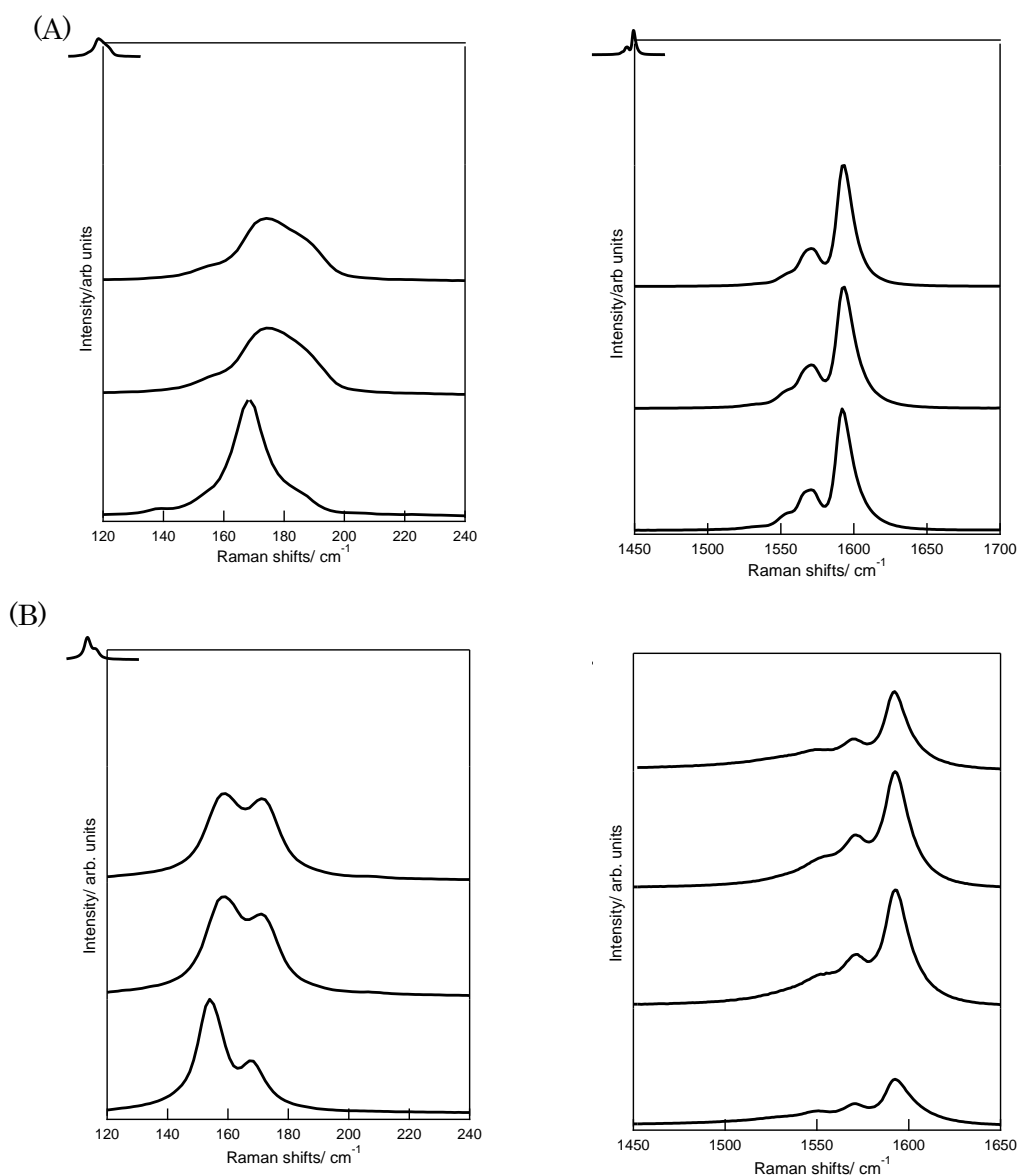 (A)
Intensity/arb units
120 140 160 180 200 220 240
Raman shifts/ cm-1
Intensity/arb units
1450 1500 1550 1600 1650 1700
Raman shifts/ cm-1
(B)
Intensity/ arb. units
120 140 160 180 200 220 240
Raman shifts/ cm-1
Intensity/ arb. units
1450 1500 1550 1600 1650
Raman shifts/ cm-1